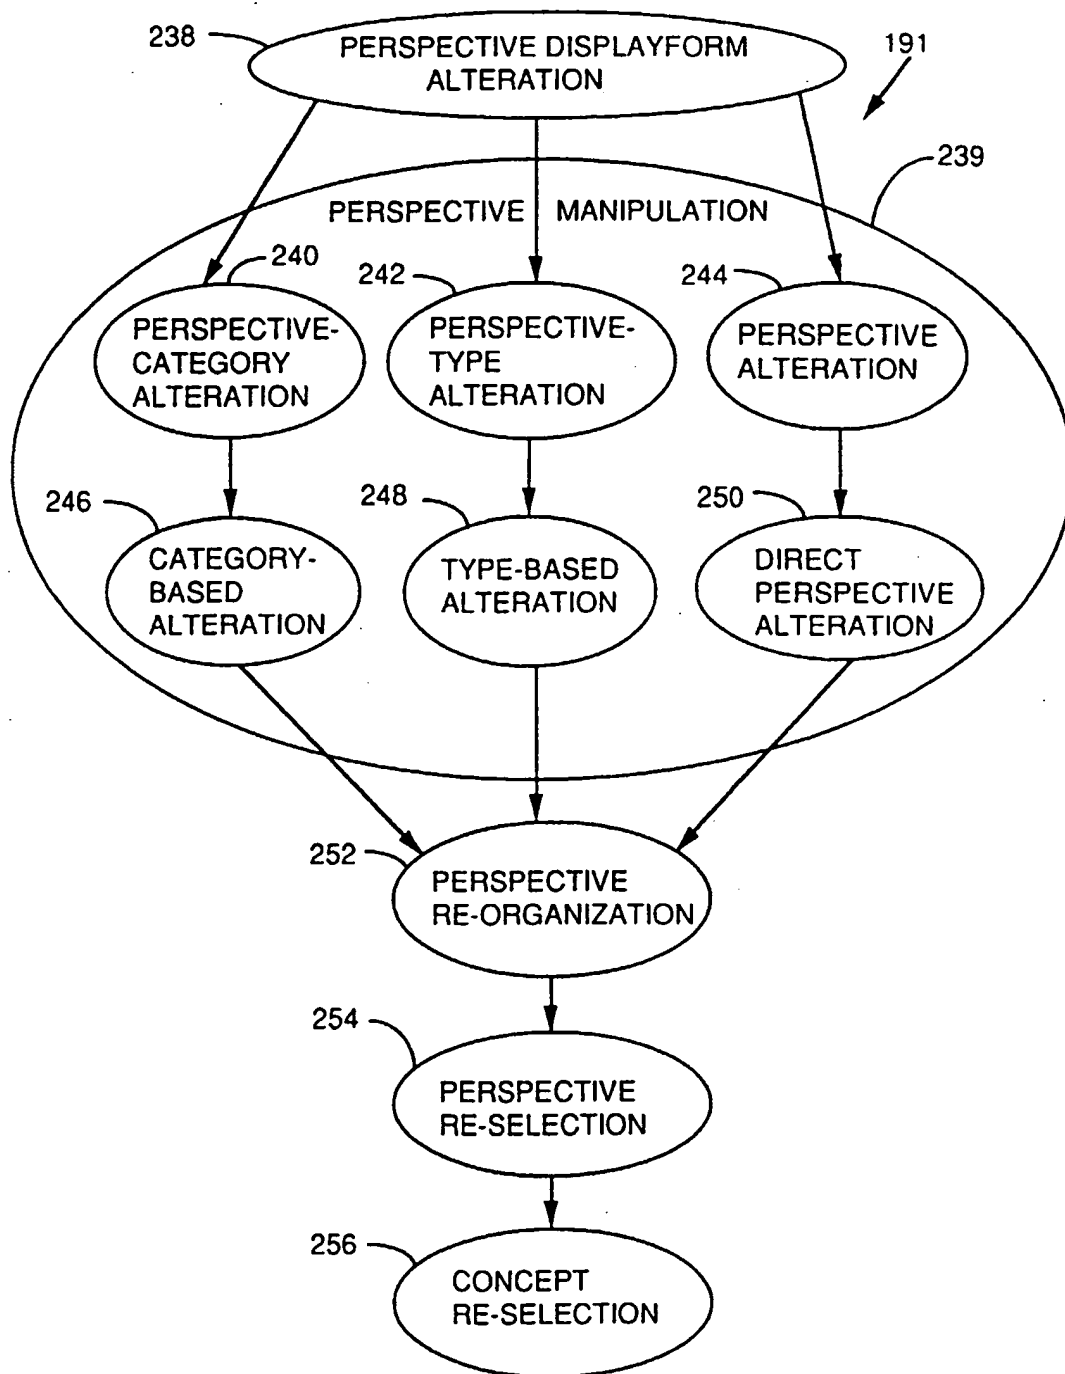 238
PERSPECTIVE DISPLAYFORM
ALTERATION
191
239
PERSPECTIVE MANIPULATION
240
PERSPECTIVE-
CATEGORY
ALTERATION
242
PERSPECTIVE-
TYPE
ALTERATION
244
PERSPECTIVE
ALTERATION
246
CATEGORY-
BASED
ALTERATION
248
TYPE-BASED
ALTERATION
250
DIRECT
PERSPECTIVE
ALTERATION
252
PERSPECTIVE
RE-ORGANIZATION
254
PERSPECTIVE
RE-SELECTION
256
CONCEPT
RE-SELECTION